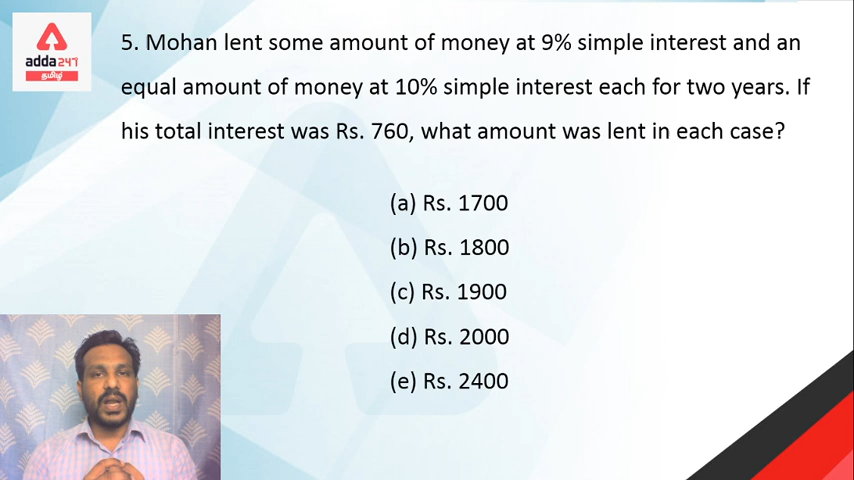 adda247
தமிழ்
5. Mohan lent some amount of money at 9% simple interest and an
equal amount of money at 10% simple interest each for two years. If
his total interest was Rs. 760, what amount was lent in each case?
(a) Rs. 1700
(b) Rs. 1800
(c) Rs. 1900
(d) Rs. 2000
(e) Rs. 2400